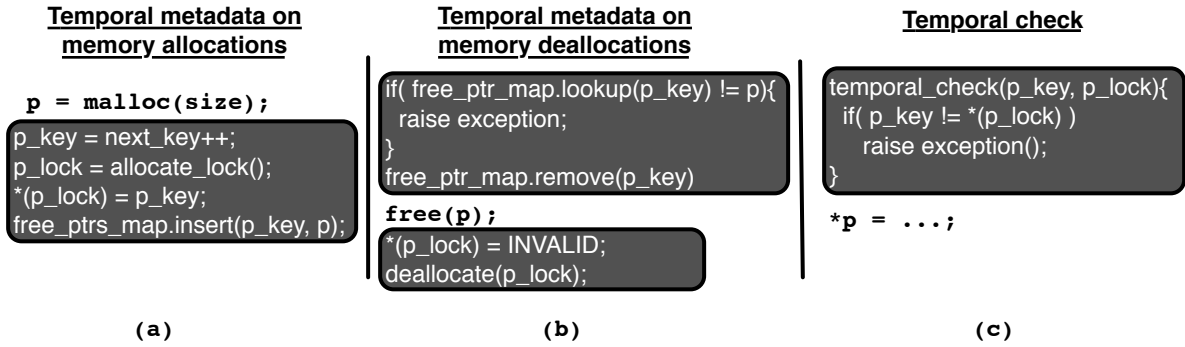 Temporal metadata on
memory allocations
p = malloc(size);
p_key = next_key++;
p_lock = allocate_lock();
*(p_lock) = p_key;
free_ptrs_map.insert(p_key, p);
(a)
Temporal metadata on
memory deallocations
if( free_ptr_map.lookup(p_key) != p){
raise exception;
}
free_ptr_map.remove(p_key)
free(p);
*(p_lock) = INVALID;
deallocate(p_lock);
(b)
Temporal check
temporal_check(p_key, p_lock){
if( p_key != *(p_lock) )
raise exception();
}
*p = ...;
(c)